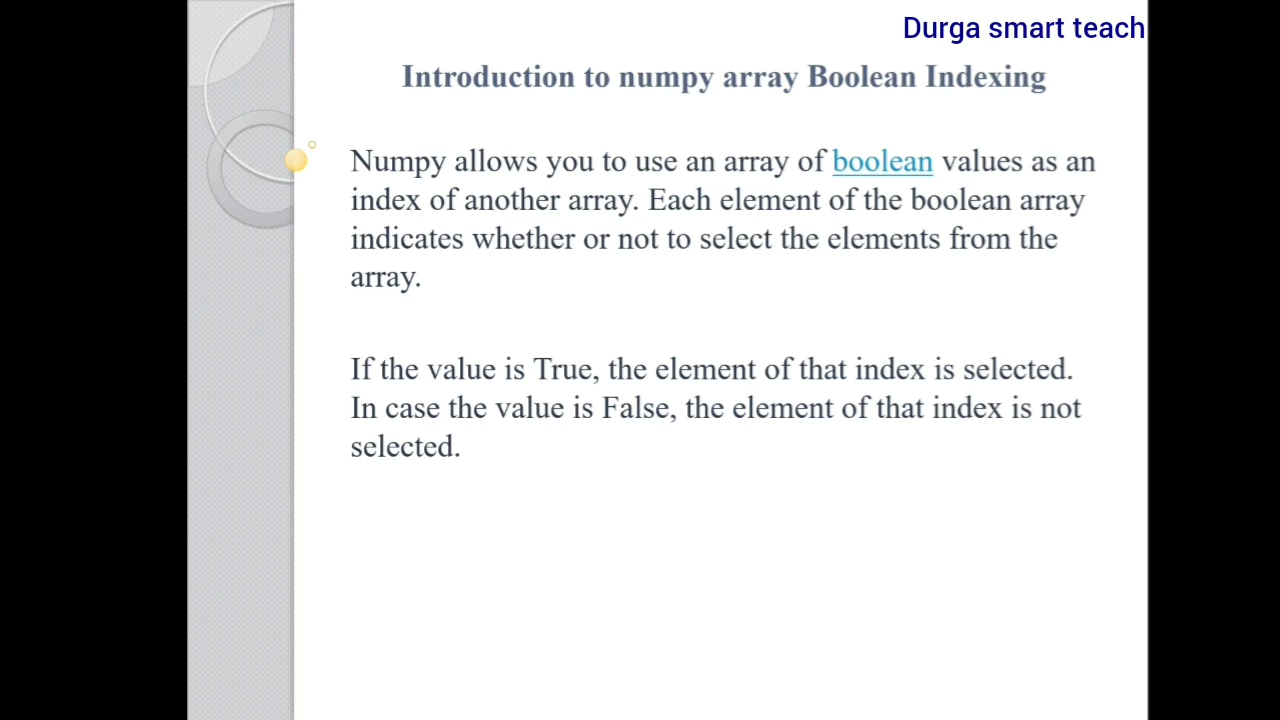 Durga smart teach
Introduction to numpy array Boolean Indexing
Numpy allows you to use an array of boolean values as an
index of another array. Each element of the boolean array
indicates whether or not to select the elements from the
array.
If the value is True, the element of that index is selected.
In case the value is False, the element of that index is not
selected.